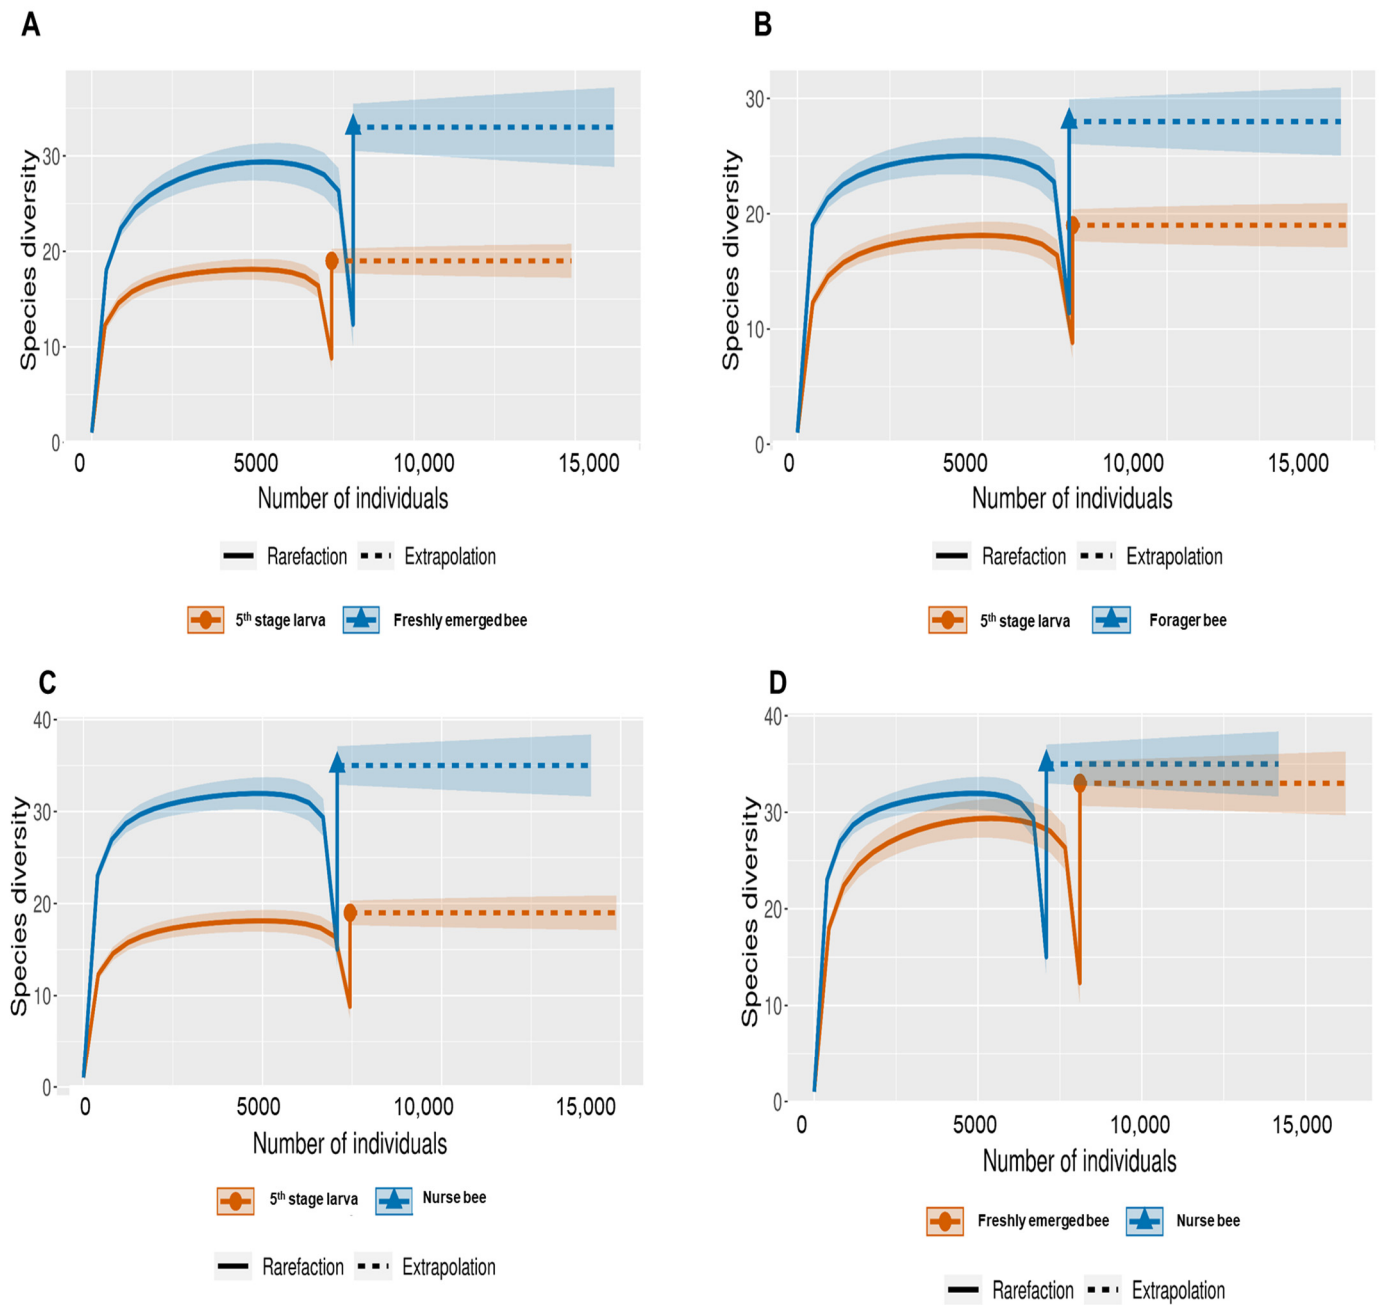 A
Species diversity
30
20
10
0
0 5000 10,000 15,000
Number of individuals
Rarefaction Extrapolation
5th stage larva Freshly emerged bee
B
Species diversity
30
20
10
0
0 5000 10,000 15,000
Number of individuals
Rarefaction Extrapolation
5th stage larva Forager bee
C
Species diversity
40
30
20
10
0
0 5000 10,000 15,000
Number of individuals
5th stage larva Nurse bee
Rarefaction Extrapolation
D
Species diversity
40
30
20
10
0
0 5000 10,000 15,000
Number of individuals
Freshly emerged bee Nurse bee
Rarefaction Extrapolation